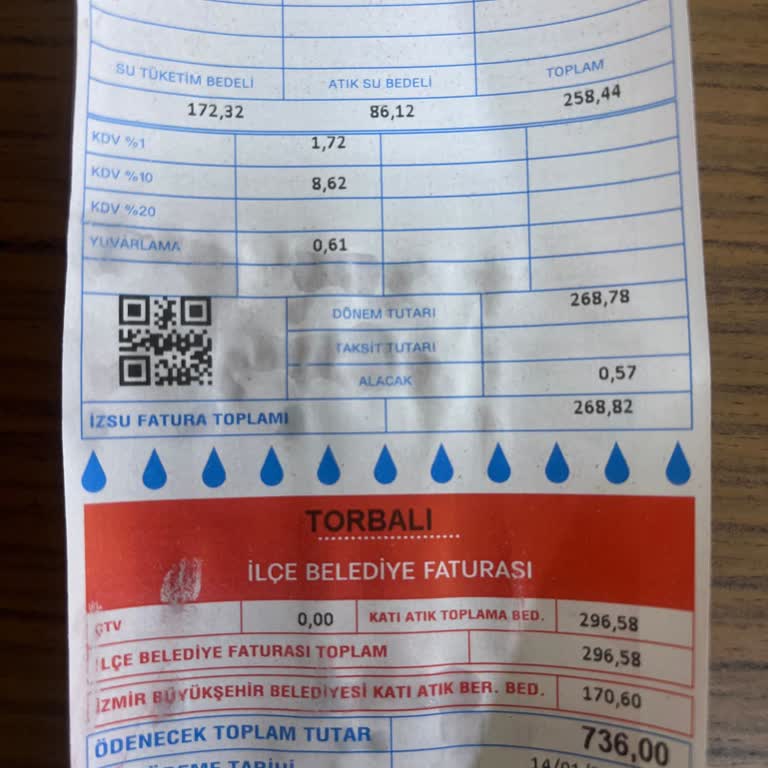 SU TÜKETİM BEDELİ ATIK SU BEDELİ TOPLAM
172,32 86,12 258,44
KDV %1 1,72
KDV %10 8,62
KDV %20
YUVARLAMA 0,61
DÖNEM TUTARI 268,78
TAKSİT TUTARI
ALACAK 0,57
İZSU FATURA TOPLAMI 268,82
TORBALI
İLÇE BELEDİYE FATURASI
ÇTV 0,00 KATI ATIK TOPLAMA BED. 296,58
İLÇE BELEDİYE FATURASI TOPLAM 296,58
İZMİR BÜYÜKŞEHİR BELEDİYESİ KATI ATIK BER. BED. 170,60
ÖDENECEK TOPLAM TUTAR 736,00